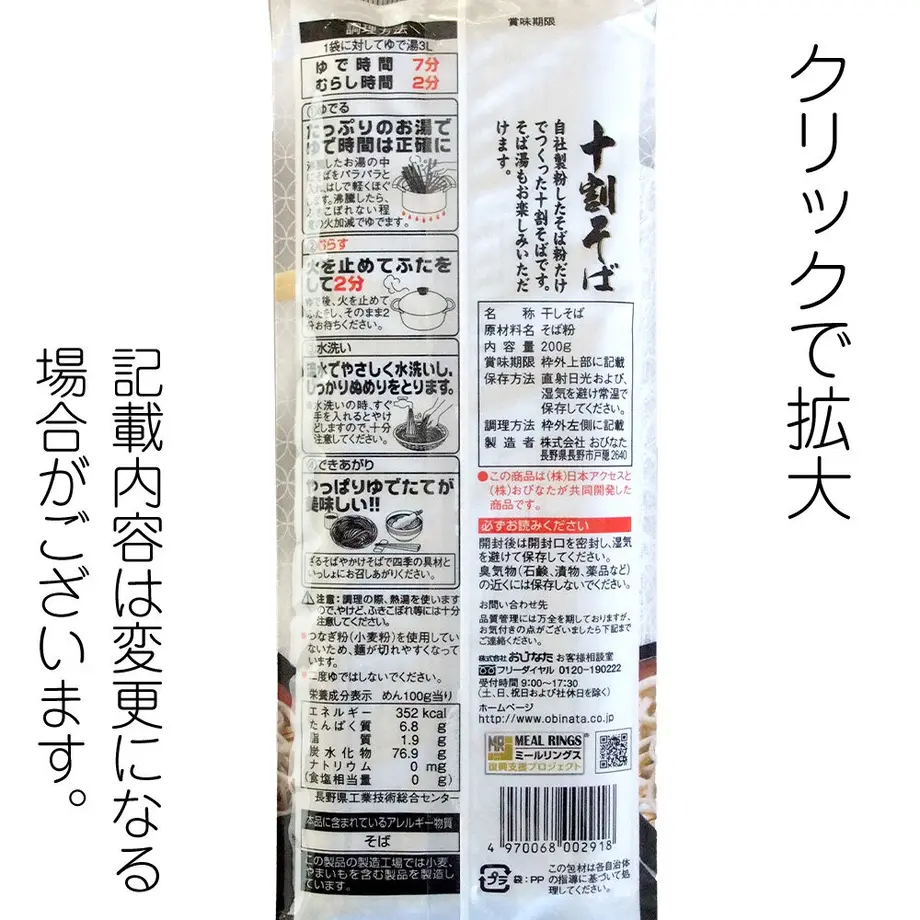 クリックで拡大
賞味期限
十割そば
自社製粉したそば粉だけ
でつくった十割そばです。
そば湯もお楽しみいただ
けます。
名 称 干しそば
原材料名 そば粉
内容量 200g
賞味期限 枠外上部に記載
保存方法 直射日光および、
湿気を避け常温で
保存してください。
調理方法 枠外左側に記載
製造者 株式会社 おびなた
長野県長野市戸隠2640
●この商品は(株)日本アクセスと
(株)おびなたが共同開発した
商品です。
必ずお読みください
開封後は開封口を密封し、湿気
を避けて保存してください。
臭気物(石鹸、漬物、薬品など)
の近くには保存しないでください。
お問い合わせ先
品質管理には万全を期しておりますが、
お気付きの点がございましたら下記まで
ご連絡ください。
株式会社 おびなた お客様相談室
フリーダイヤル 0120-190222
受付時間 9:00〜17:30
(土、日、祝日および社休日を除く)
ホームページ
http://www.obinata.co.jp
MEAL RINGS
ミールリングス
復興支援プロジェクト
4 970068 002918
プラ
袋:PP
この包材は各自治体
の指導に基づいて処
理してください。
調理方法
1袋に対してゆで湯3L
ゆで時間 7分
むらし時間 2分
①ゆでる
たっぷりのお湯で
ゆで時間は正確に
沸騰したお湯の中
にそばをパラパラと
入れ、はしで軽くほぐ
します。沸騰したら、
ふきこぼれない程
度の火加減でゆでます。
②むらす
火を止めてふたを
して2分
ゆで後、火を止めて
ふたをし、そのまま2
分お待ちください。
水洗い
冷水でやさしく水洗いし、
しっかりぬめりをとります。
水洗いの時、すぐ
手を入れるとやけ
どしますので、十分
注意してください。
④できあがり
やっぱりゆでたてが
美味しい!!
ざるそばやかけそばで四季の具材と
いっしょにお召しあがりください。
注意:調理の際、熱湯を使います
ので、やけど、ふきこぼれ等には十分
注意してください。
つなぎ粉(小麦粉)を使用してい
ないため、麺が切れやすくなって
います。
二度ゆではしないでください。
栄養成分表示 めん100g当り
エネルギー 352 kcal
たんぱく質 6.8 g
脂質 1.9 g
炭水化物 76.9 g
ナトリウム 0 mg
(食塩相当量 0 g)
長野県工業技術総合センター
本品に含まれているアレルギー物質
そば
この製品の製造工場では小麦、
やまいもを含む製品を製造し
ています。
記載内容は変更になる
場合がございます。